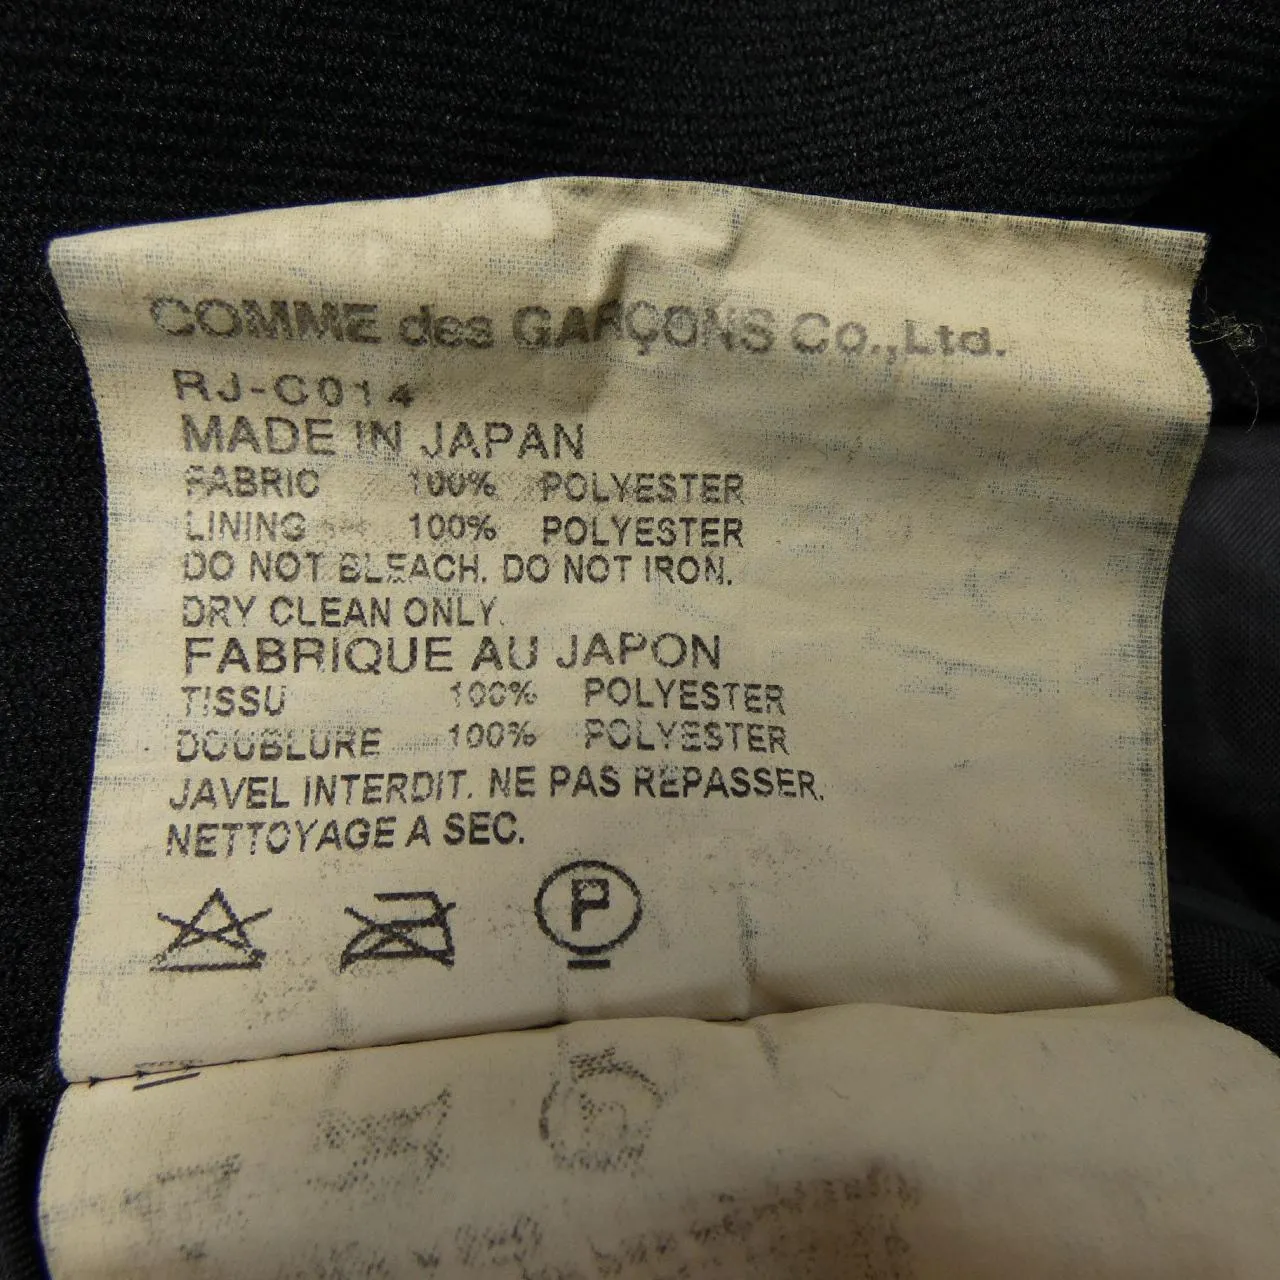 COMME des GARÇONS Co.,Ltd.
RJ-C014
MADE IN JAPAN
FABRIC 100% POLYESTER
LINING 100% POLYESTER
DO NOT BLEACH. DO NOT IRON.
DRY CLEAN ONLY.
FABRIQUE AU JAPON
TISSU 100% POLYESTER
DOUBLURE 100% POLYESTER
JAVEL INTERDIT. NE PAS REPASSER.
NETTOYAGE A SEC.
P